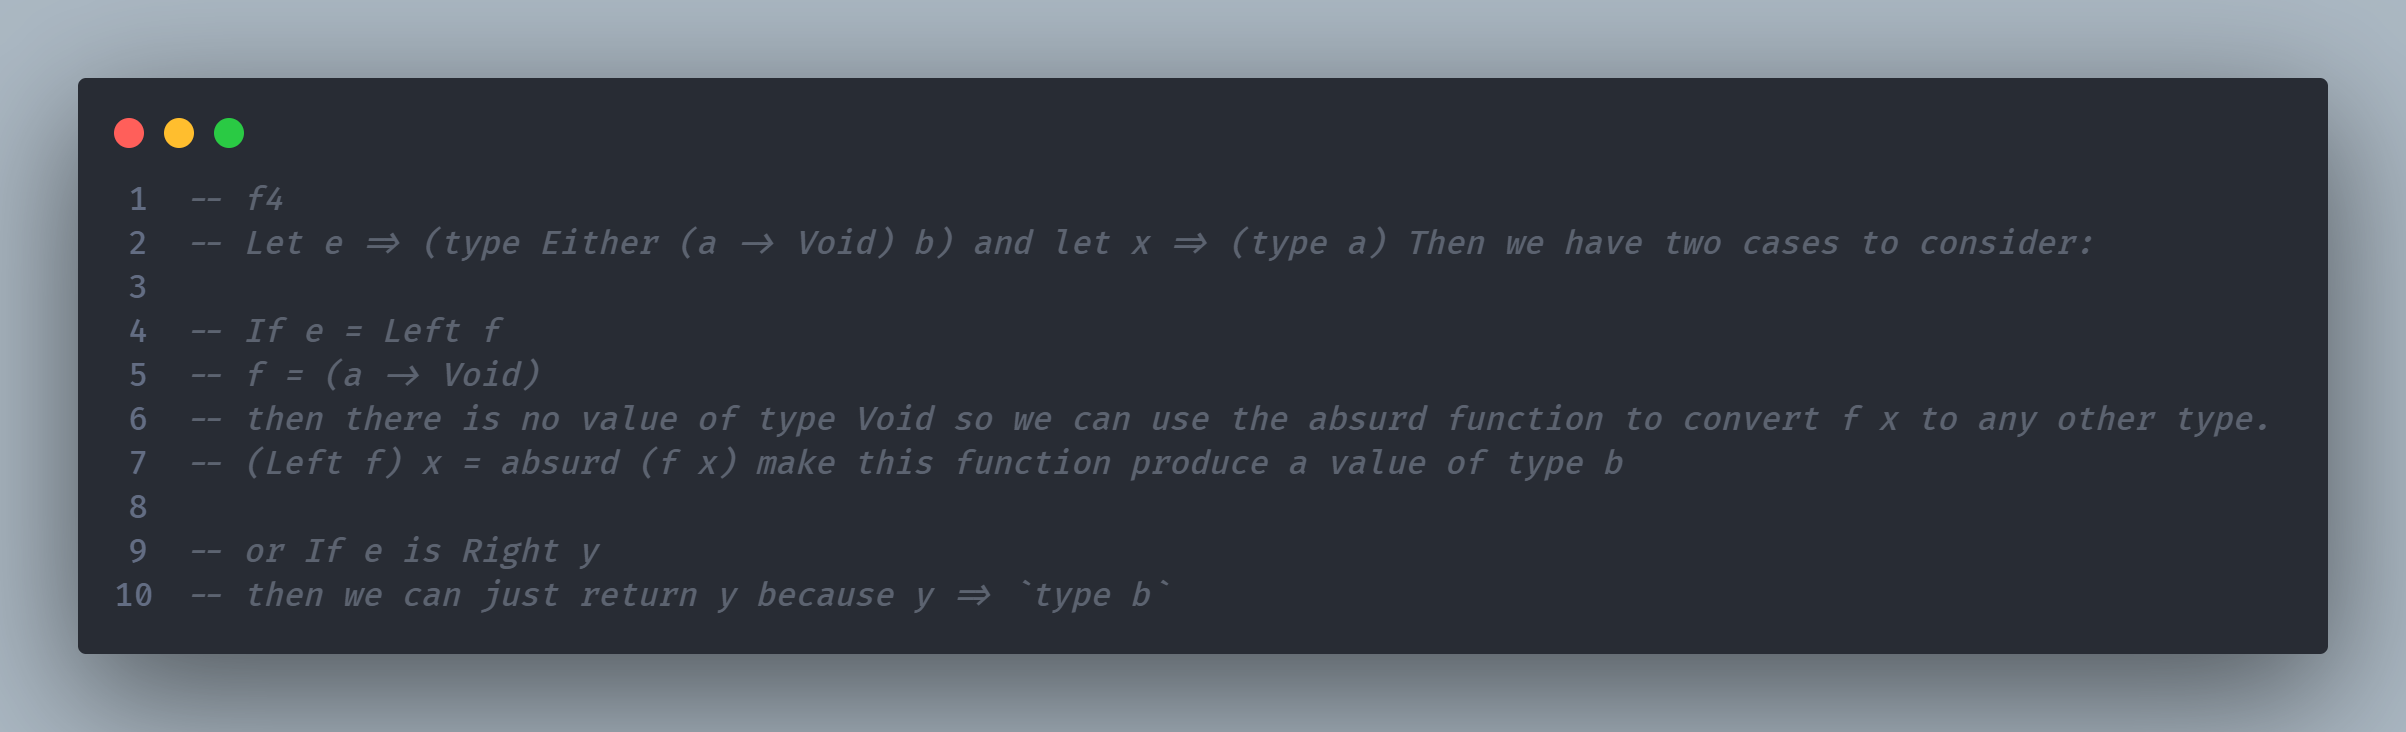 1 -- f4
2 -- Let e => (type Either (a -> Void) b) and let x => (type a) Then we have two cases to consider:
3
4 -- If e = Left f
5 -- f = (a -> Void)
6 -- then there is no value of type Void so we can use the absurd function to convert f x to any other type.
7 -- (Left f) x = absurd (f x) make this function produce a value of type b
8
9 -- or If e is Right y
10 -- then we can just return y because y => `type b`